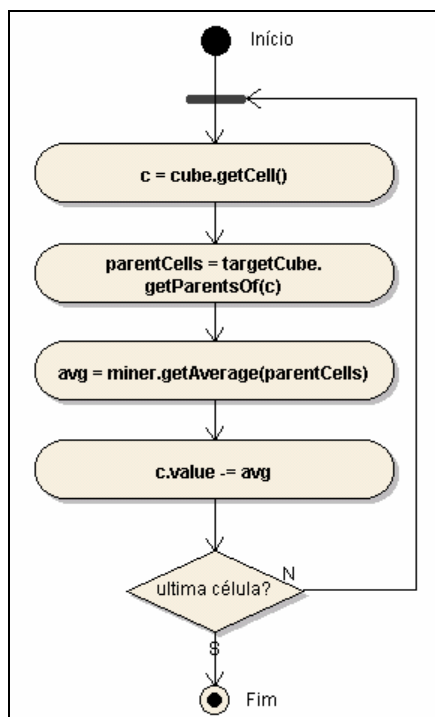 Início
c = cube.getCell()
parentCells = targetCube.
getParentsOf(c)
avg = miner.getAverage(parentCells)
c.value -= avg
ultima célula?
N
S
Fim